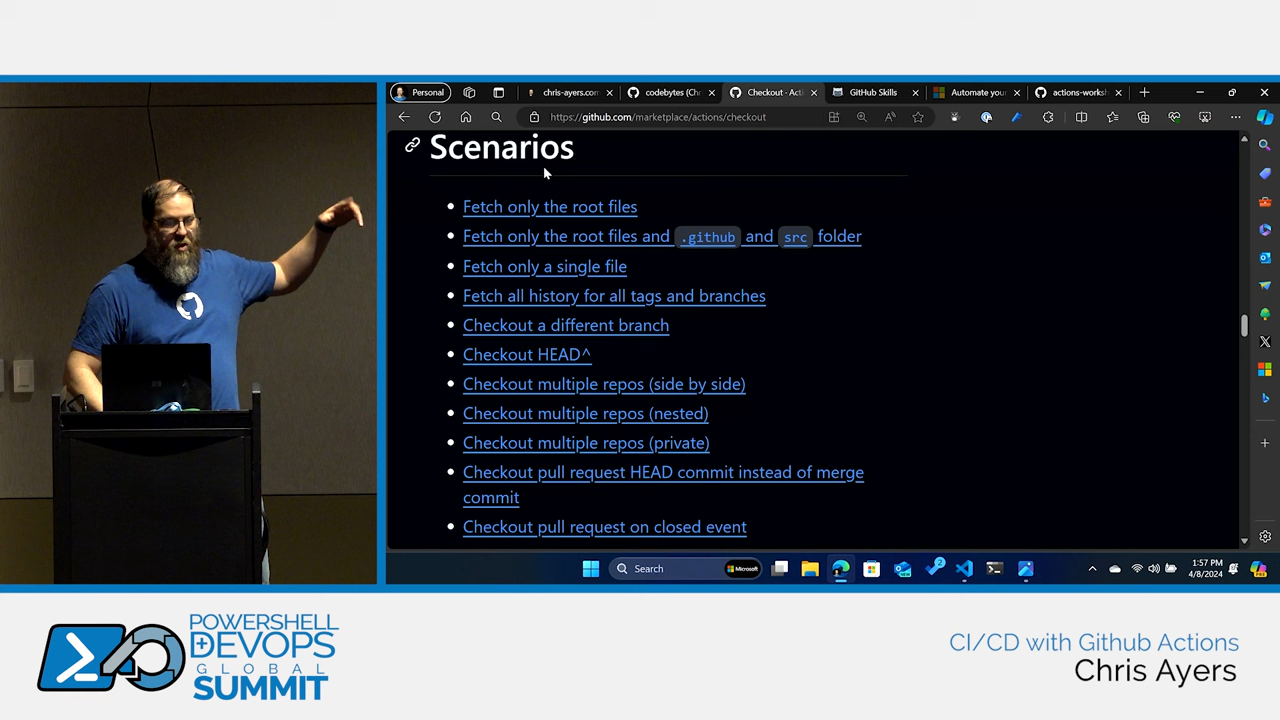 Personal
chris-ayers.com
codebytes (Chr
Checkout - Acti
GitHub Skills
Automate your
actions-worksh
https://github.com/marketplace/actions/checkout
Scenarios
Fetch only the root files
Fetch only the root files and .github and src folder
Fetch only a single file
Fetch all history for all tags and branches
Checkout a different branch
Checkout HEAD^
Checkout multiple repos (side by side)
Checkout multiple repos (nested)
Checkout multiple repos (private)
Checkout pull request HEAD commit instead of merge
commit
Checkout pull request on closed event
Search
Microsoft
1:57 PM
4/8/2024
POWERSHELL
DEVOPS
GLOBAL
SUMMIT
CI/CD with Github Actions
Chris Ayers